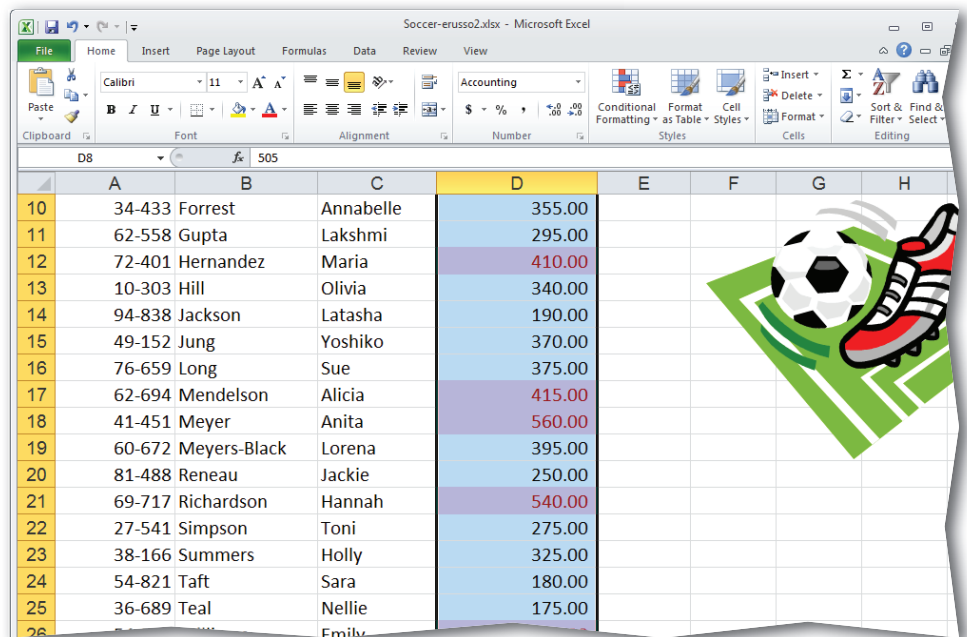 Soccer-erusso2.xlsx - Microsoft Excel
File Home Insert Page Layout Formulas Data Review View
Calibri 11 A A Accounting Insert Σ
Paste B I U A $ % , .00 .00 Conditional Formatting Format as Table Cell Styles Delete Format Sort & Filter Find & Select
Clipboard Font Alignment Number Styles Cells Editing
D8 fx 505
A B C D E F G H
10 34-433 Forrest Annabelle 355.00
11 62-558 Gupta Lakshmi 295.00
12 72-401 Hernandez Maria 410.00
13 10-303 Hill Olivia 340.00
14 94-838 Jackson Latasha 190.00
15 49-152 Jung Yoshiko 370.00
16 76-659 Long Sue 375.00
17 62-694 Mendelson Alicia 415.00
18 41-451 Meyer Anita 560.00
19 60-672 Meyers-Black Lorena 395.00
20 81-488 Reneau Jackie 250.00
21 69-717 Richardson Hannah 540.00
22 27-541 Simpson Toni 275.00
23 38-166 Summers Holly 325.00
24 54-821 Taft Sara 180.00
25 36-689 Teal Nellie 175.00
26 Emily